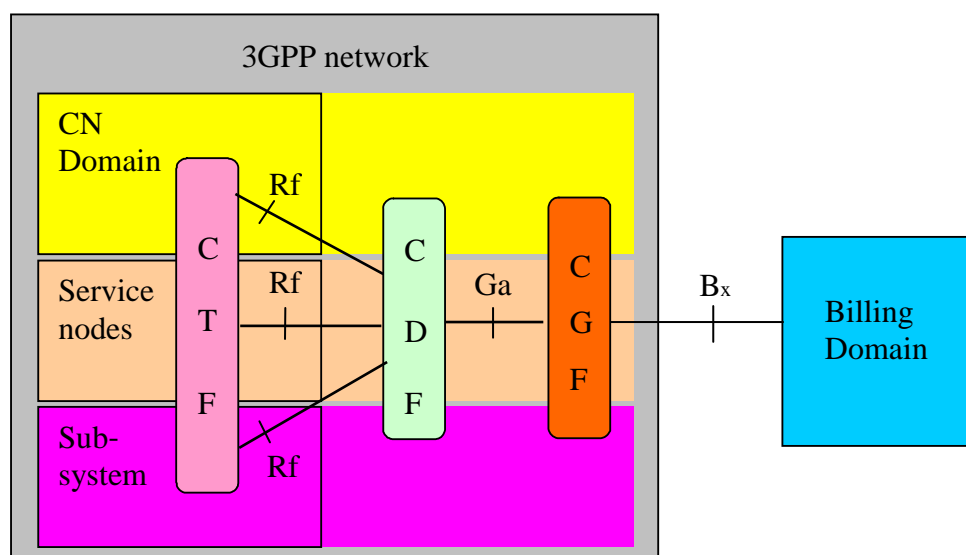 3GPP network
CN
Domain
Rf
C
T
F
Service
nodes
Rf
Sub-
system
Rf
C
D
F
Ga
C
G
F
Bx
Billing
Domain